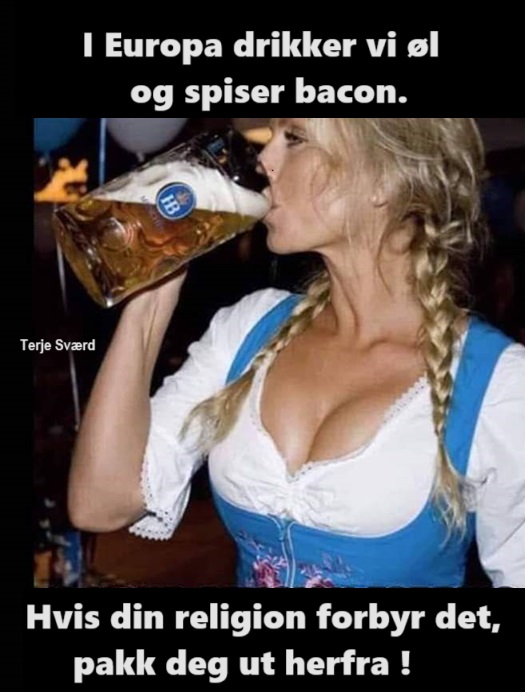 I Europa drikker vi øl
og spiser bacon.
HB
Terje Sværd
Hvis din religion forbyr det,
pakk deg ut herfra !